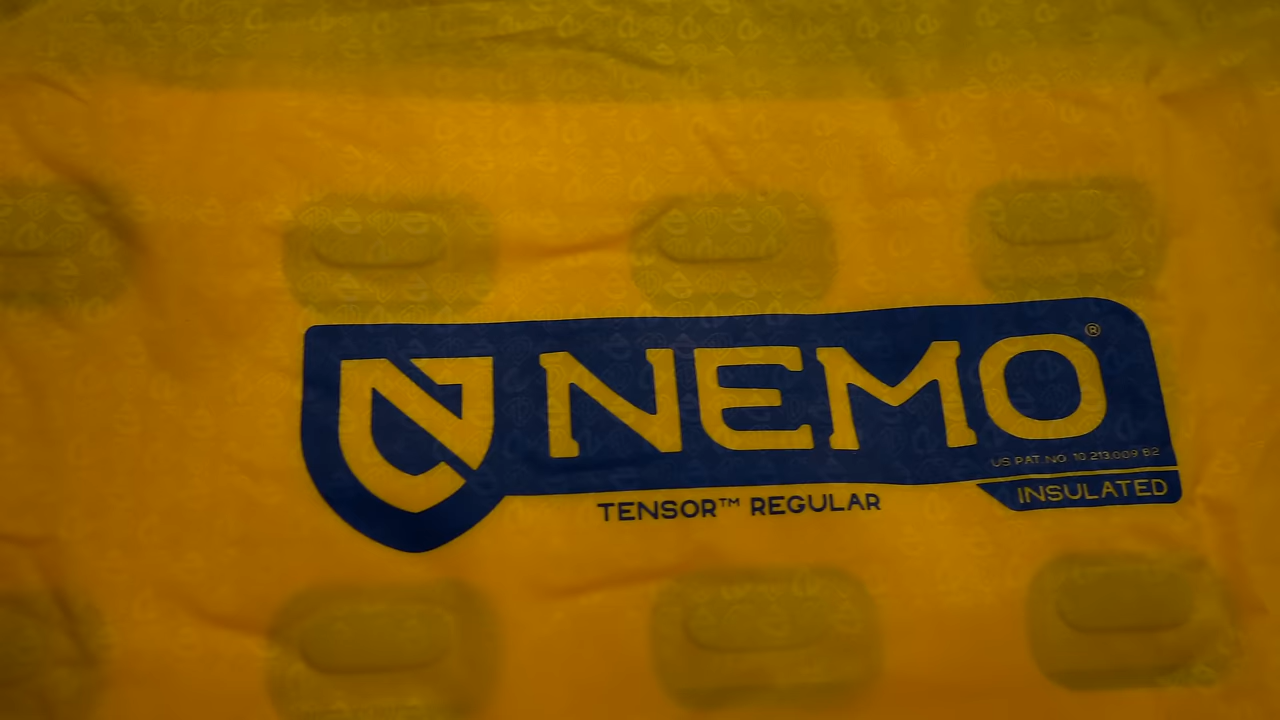 NEMO®
US PAT. NO. 10 213,009 B2
INSULATED
TENSOR™ REGULAR